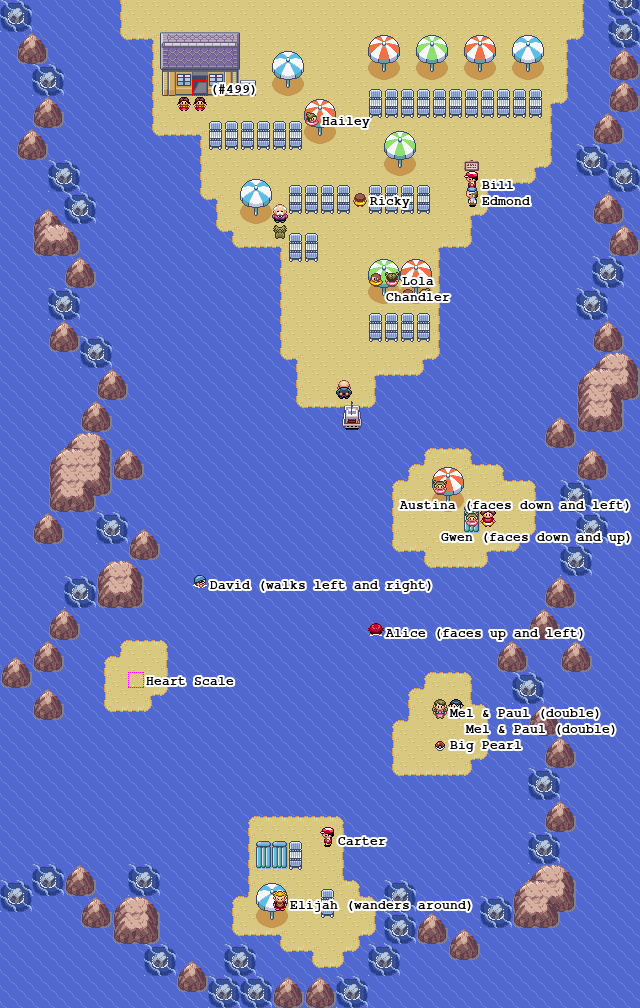 (#499)
Hailey
Bill
Ricky
Edmond
Lola
Chandler
Austina (faces down and left)
Gwen (faces down and up)
David (walks left and right)
Alice (faces up and left)
Heart Scale
Mel & Paul (double)
Mel & Paul (double)
Big Pearl
Carter
Elijah (wanders around)